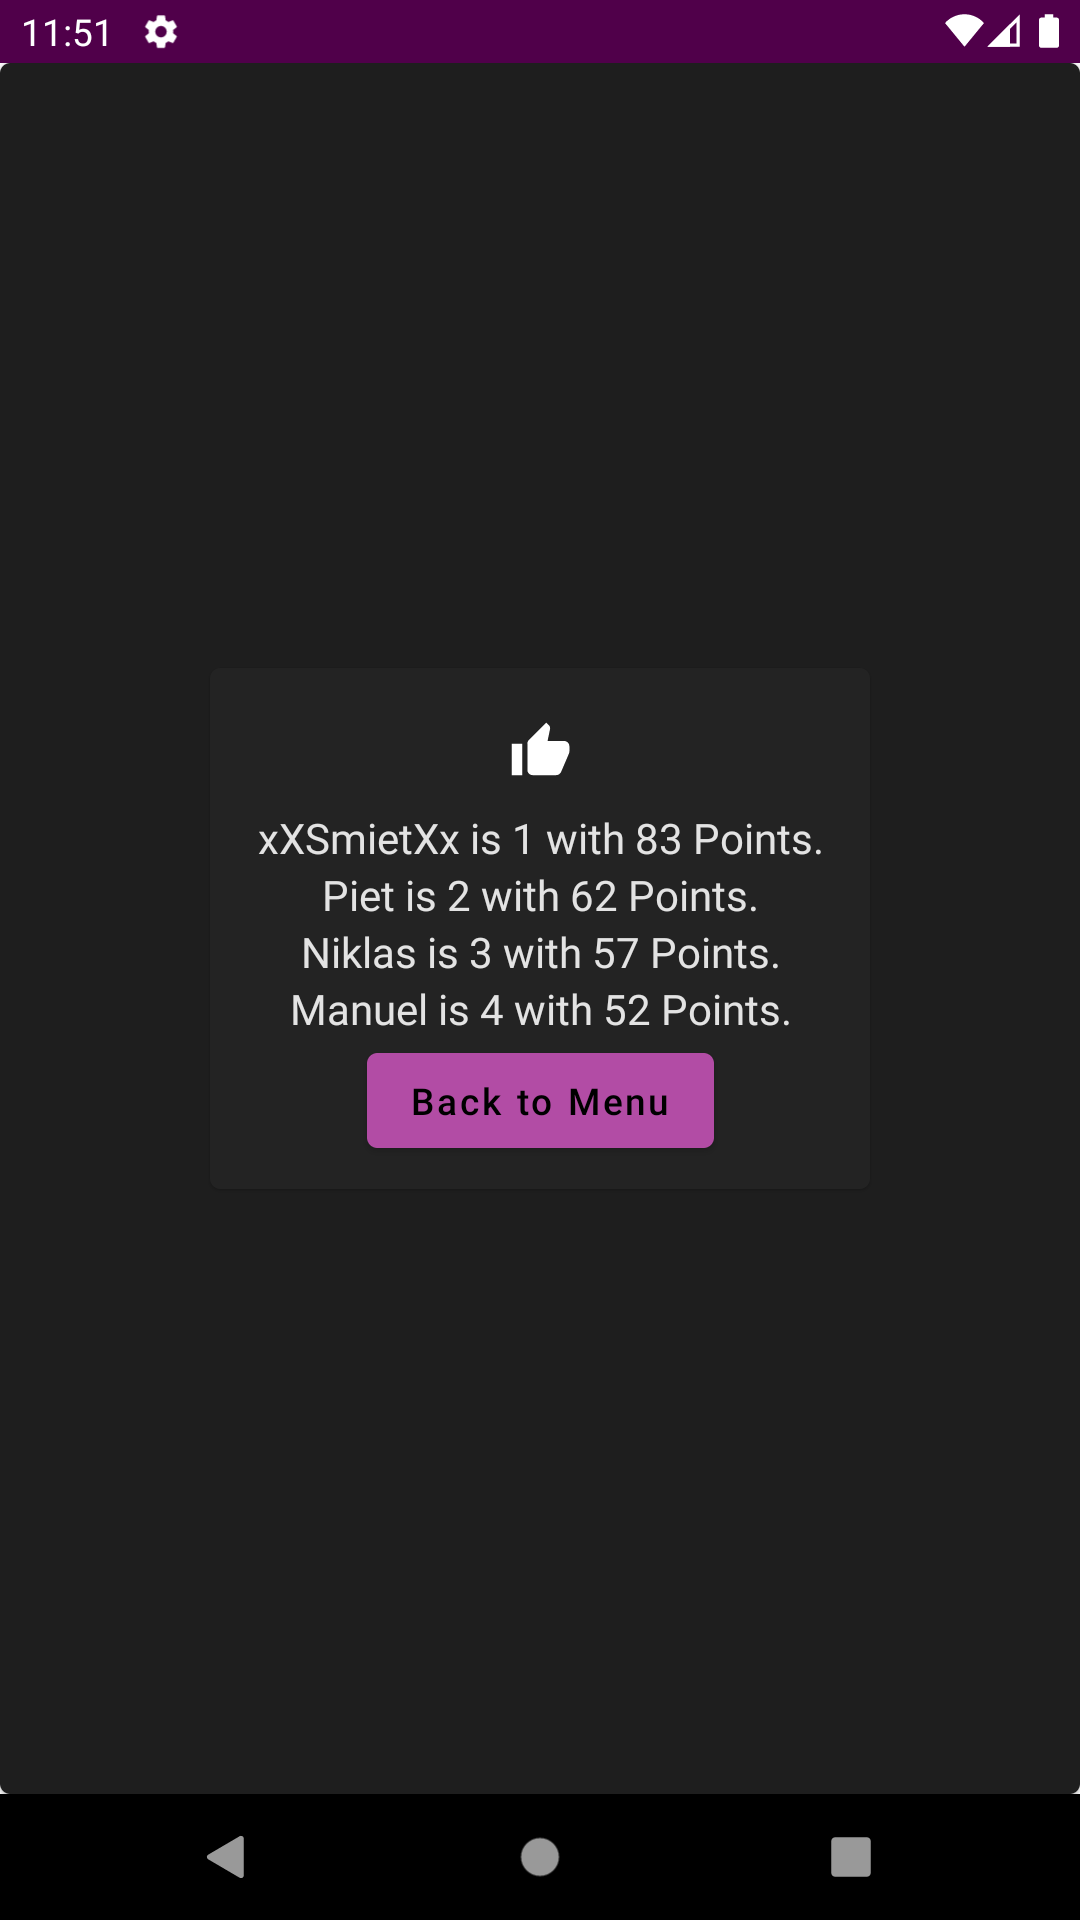 11:51
xXSmietXx is 1 with 83 Points.
Piet is 2 with 62 Points.
Niklas is 3 with 57 Points.
Manuel is 4 with 52 Points.
Back to Menu